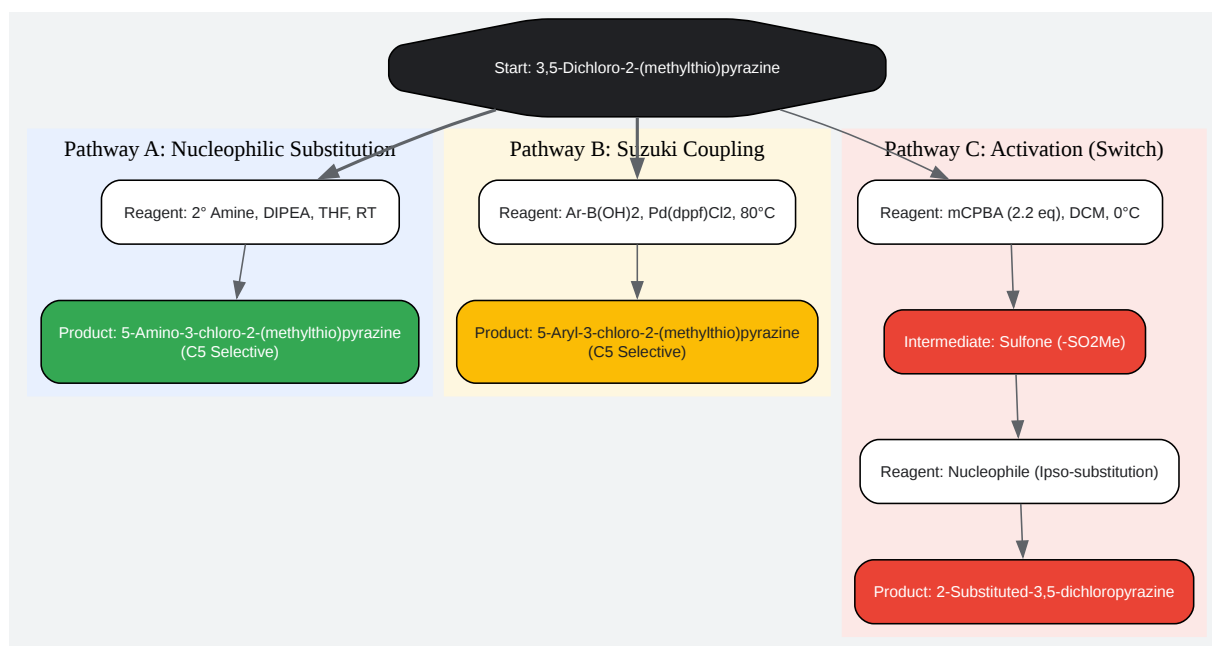 Start: 3,5-Dichloro-2-(methylthio)pyrazine
Pathway A: Nucleophilic Substitution
Reagent: 2° Amine, DIPEA, THF, RT
Product: 5-Amino-3-chloro-2-(methylthio)pyrazine
(C5 Selective)
Pathway B: Suzuki Coupling
Reagent: Ar-B(OH)2, Pd(dppf)Cl2, 80°C
Product: 5-Aryl-3-chloro-2-(methylthio)pyrazine
(C5 Selective)
Pathway C: Activation (Switch)
Reagent: mCPBA (2.2 eq), DCM, 0°C
Intermediate: Sulfone (-SO2Me)
Reagent: Nucleophile (Ipso-substitution)
Product: 2-Substituted-3,5-dichloropyrazine